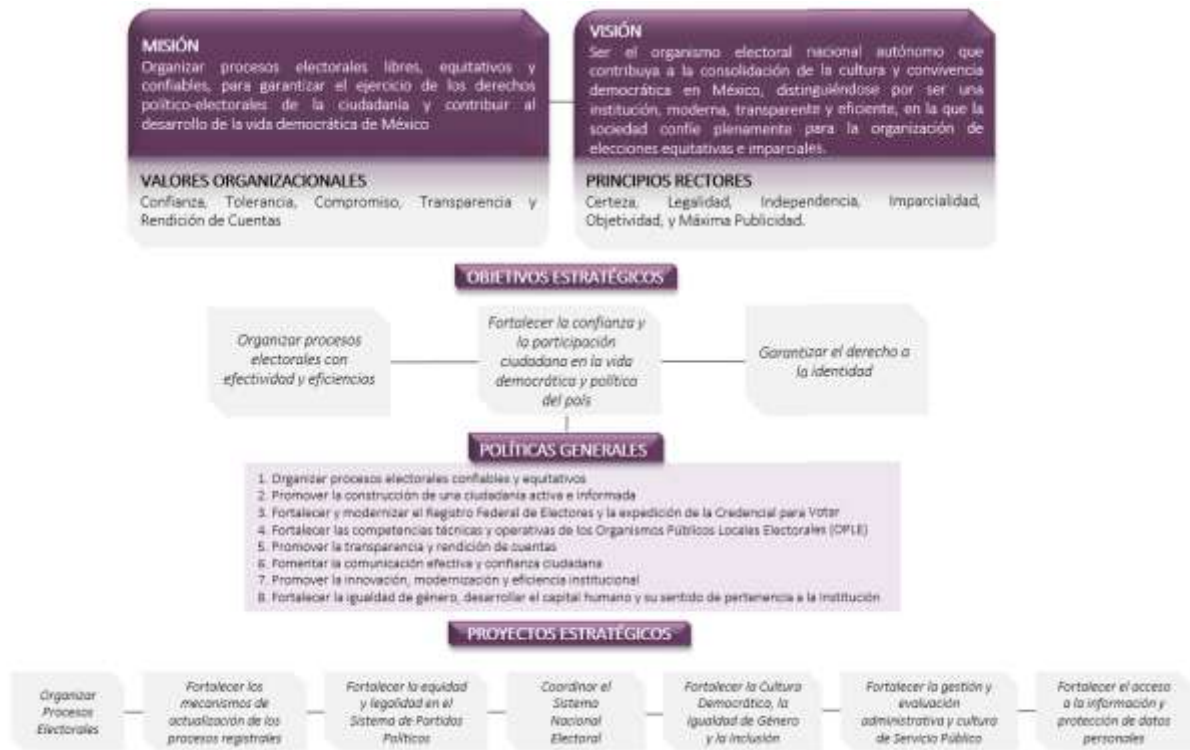 MISIÓN
Organizar procesos electorales libres, equitativos y
confiables, para garantizar el ejercicio de los derechos
político-electorales de la ciudadanía y contribuir al
desarrollo de la vida democrática de México
VALORES ORGANIZACIONALES
Confianza, Tolerancia, Compromiso, Transparencia y
Rendición de Cuentas
VISIÓN
Ser el organismo electoral nacional autónomo que
contribuya a la consolidación de la cultura y convivencia
democrática en México, distinguiéndose por ser una
institución, moderna, transparente y eficiente, en la que la
sociedad confíe plenamente para la organización de
elecciones equitativas e imparciales.
PRINCIPIOS RECTORES
Certeza, Legalidad, Independencia, Imparcialidad,
Objetividad, y Máxima Publicidad.
OBJETIVOS ESTRATÉGICOS
Organizar procesos
electorales con
efectividad y eficiencias
Fortalecer la confianza y
la participación
ciudadana en la vida
democrática y política
del país
Garantizar el derecho a
la identidad
POLÍTICAS GENERALES
1. Organizar procesos electorales confiables y equitativos
2. Promover la construcción de una ciudadanía activa e informada
3. Fortalecer y modernizar el Registro Federal de Electores y la expedición de la Credencial para Votar
4. Fortalecer las competencias técnicas y operativas de los Organismos Públicos Locales Electorales (OPLE)
5. Promover la transparencia y rendición de cuentas
6. Fomentar la comunicación efectiva y confianza ciudadana
7. Promover la innovación, modernización y eficiencia institucional
8. Fortalecer la igualdad de género, desarrollar el capital humano y su sentido de pertenencia a la Institución
PROYECTOS ESTRATÉGICOS
Organizar
Procesos
Electorales
Fortalecer los
mecanismos de
actualización de los
procesos registrales
Fortalecer la equidad
y legalidad en el
Sistema de Partidos
Políticos
Coordinar el
Sistema
Nacional
Electoral
Fortalecer la Cultura
Democrática, la
igualdad de Género
y la Inclusión
Fortalecer la gestión y
evaluación
administrativa y cultura
de Servicio Público
Fortalecer el acceso
a la información y
protección de datos
personales